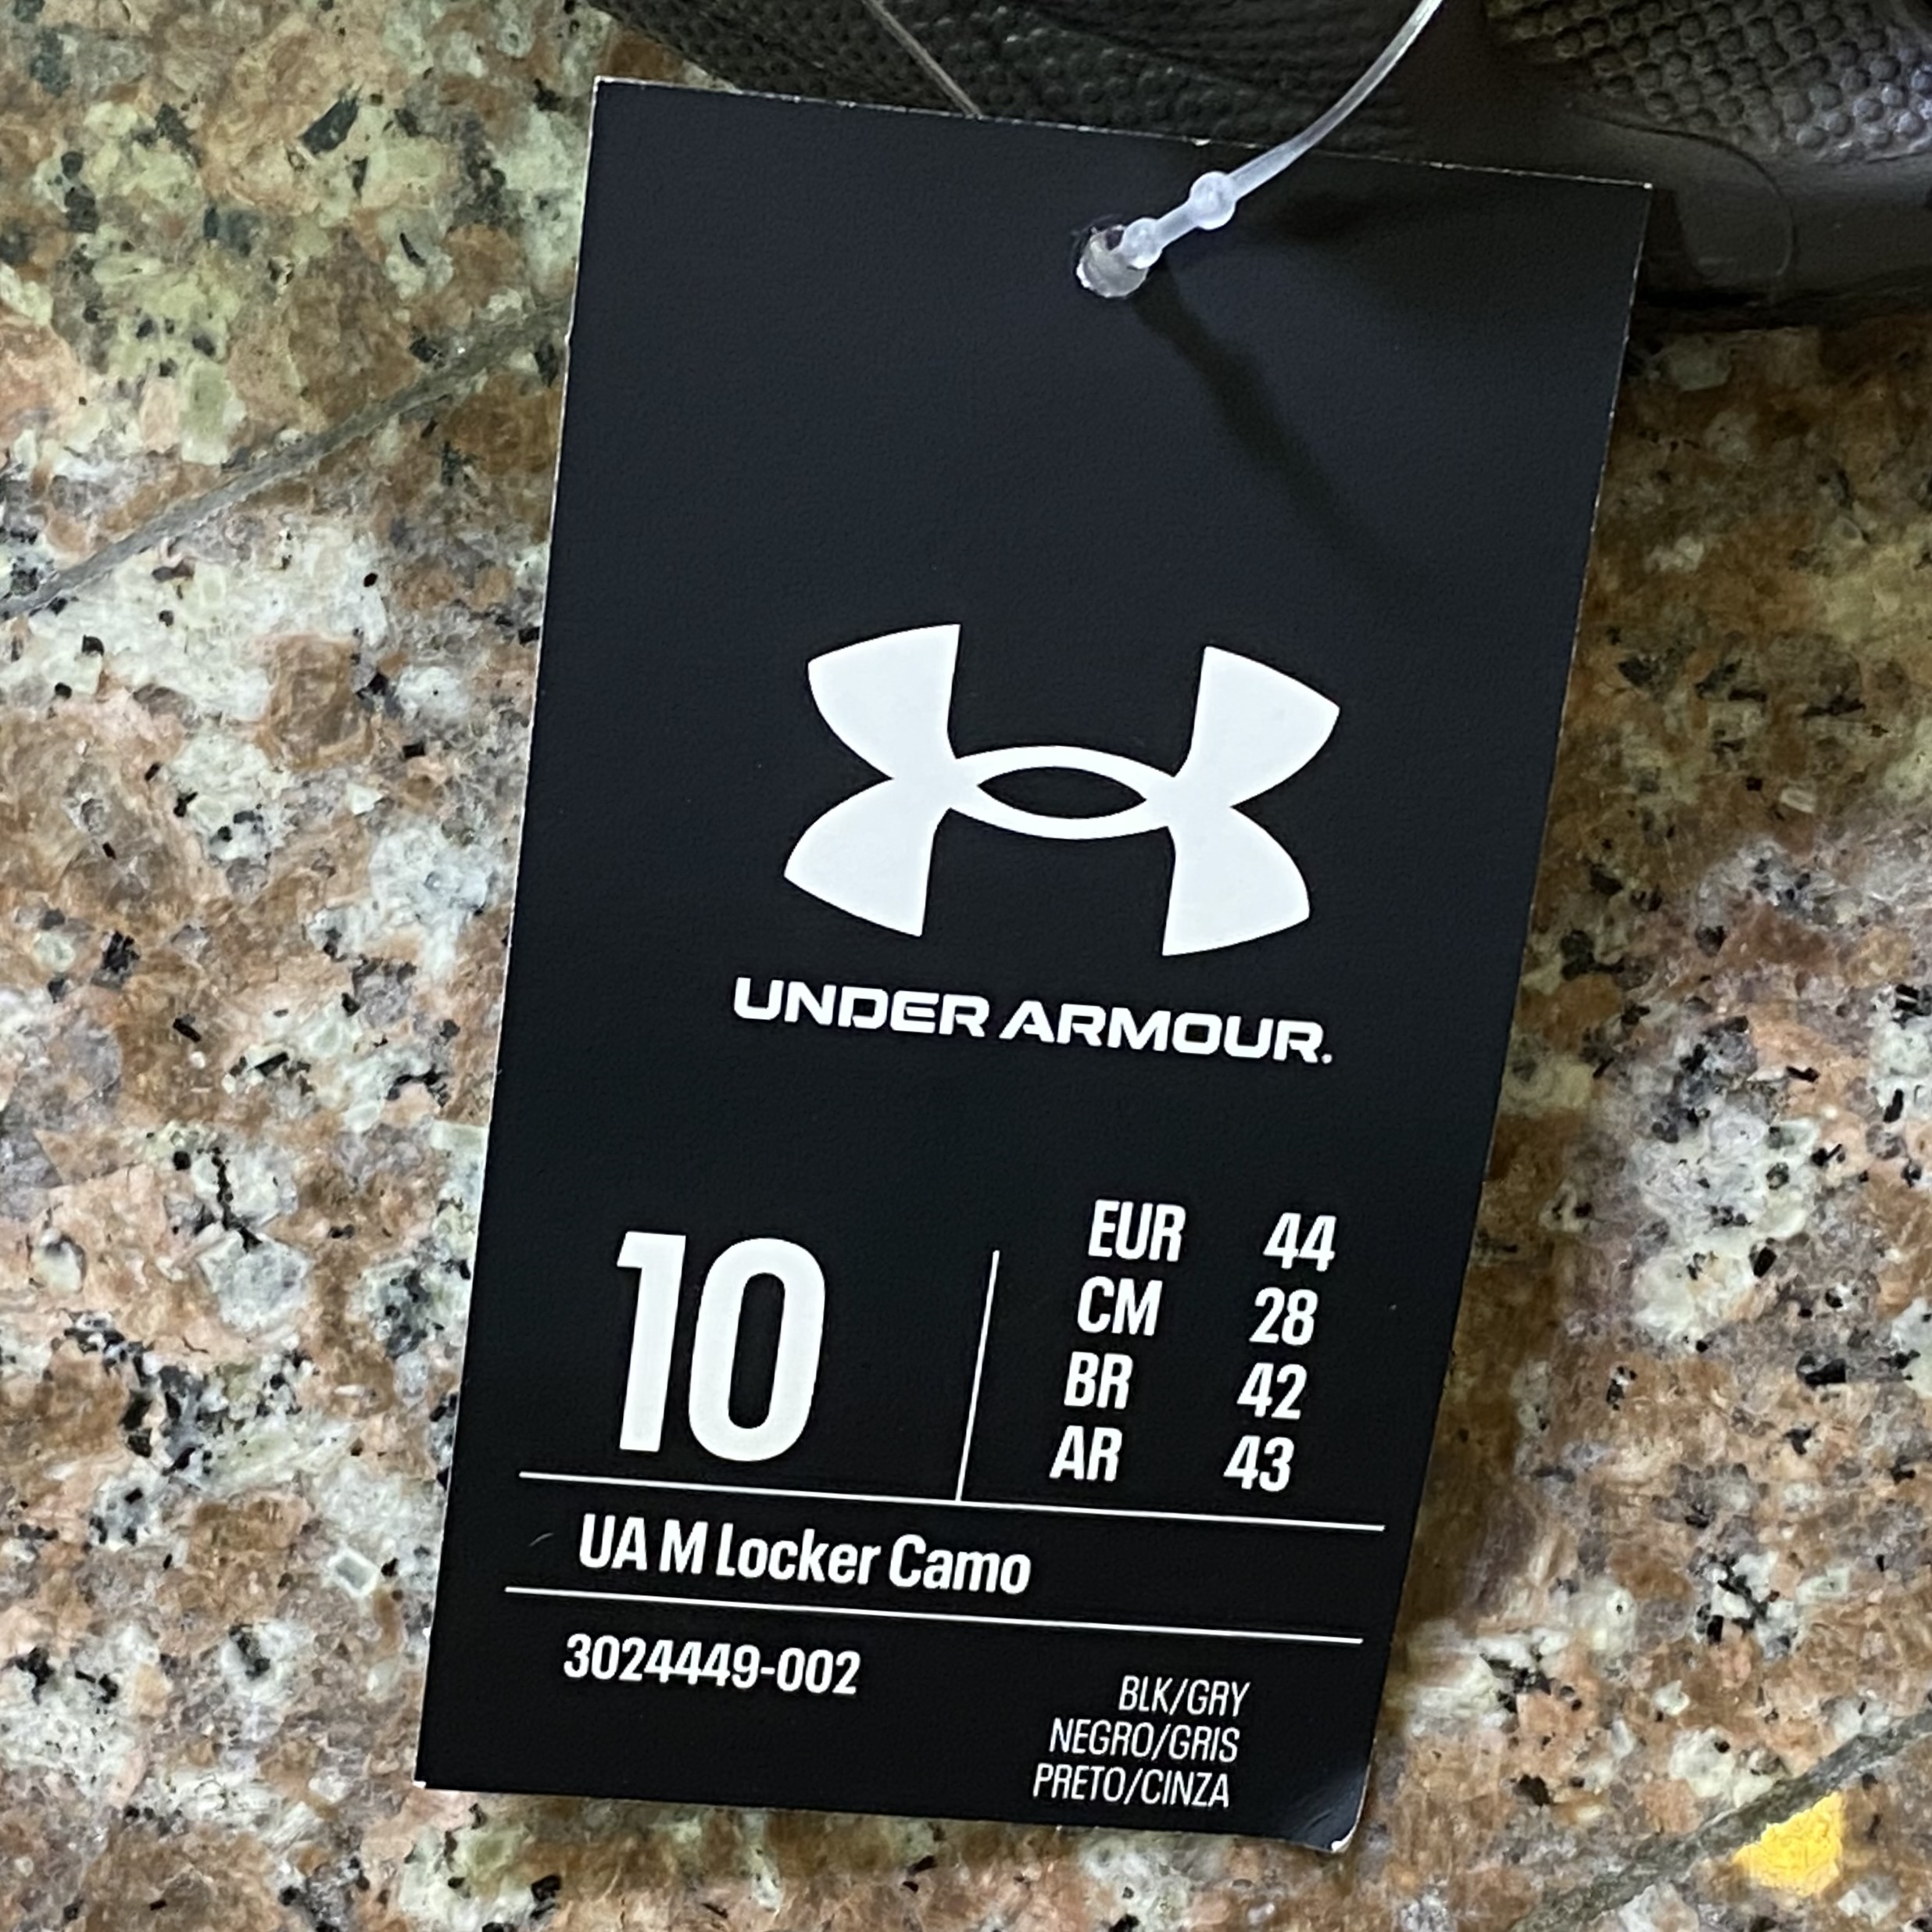 UNDER ARMOUR.
10
EUR 44
CM 28
BR 42
AR 43
UA M Locker Camo
3024449-002
BLK/GRY
NEGRO/GRIS
PRETO/CINZA